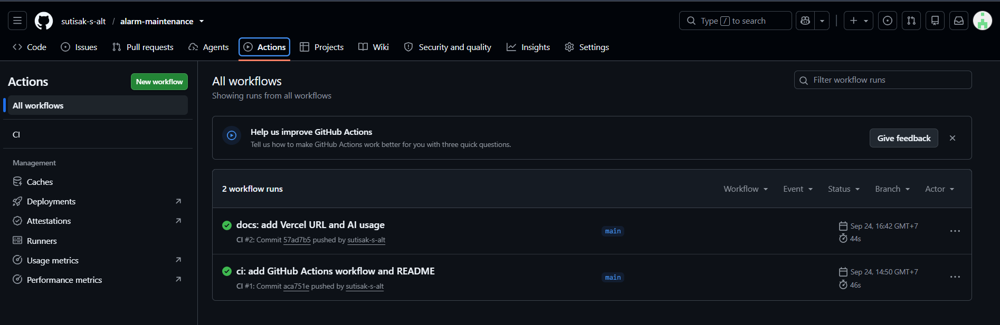 sutisak-s-alt / alarm-maintenance
Type / to search
Code
Issues
Pull requests
Agents
Actions
Projects
Wiki
Security and quality
Insights
Settings
Actions
New workflow
All workflows
CI
Management
Caches
Deployments
Attestations
Runners
Usage metrics
Performance metrics
All workflows
Showing runs from all workflows
Filter workflow runs
Help us improve GitHub Actions
Tell us how to make GitHub Actions work better for you with three quick questions.
Give feedback
2 workflow runs
Workflow
Event
Status
Branch
Actor
docs: add Vercel URL and AI usage
CI #2: Commit 57ad7b5 pushed by sutisak-s-alt
main
Sep 24, 16:42 GMT+7
44s
ci: add GitHub Actions workflow and README
CI #1: Commit aca751e pushed by sutisak-s-alt
main
Sep 24, 14:50 GMT+7
46s